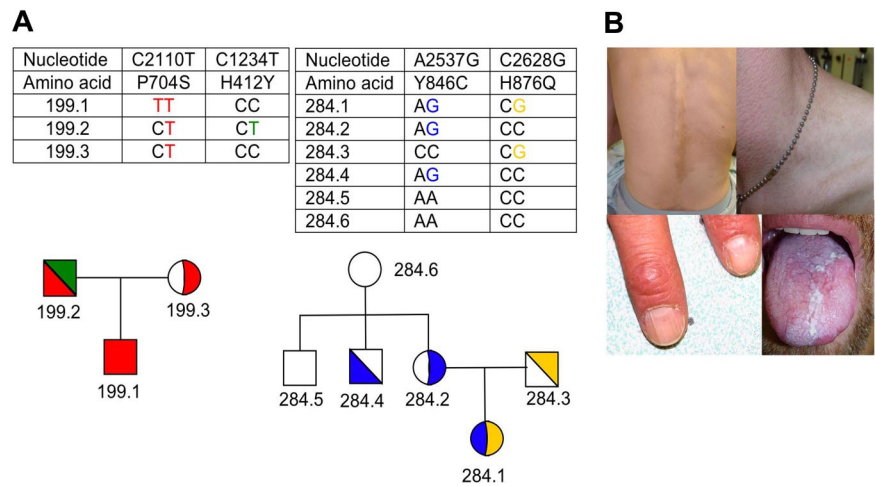 A
B
Nucleotide C2110T C1234T
Amino acid P704S H412Y
199.1 TT CC
199.2 CT CT
199.3 CT CC
Nucleotide A2537G C2628G
Amino acid Y846C H876Q
284.1 AG CG
284.2 AG CC
284.3 CC CG
284.4 AG CC
284.5 AA CC
284.6 AA CC
199.2
199.3
199.1
284.6
284.5
284.4
284.2
284.3
284.1